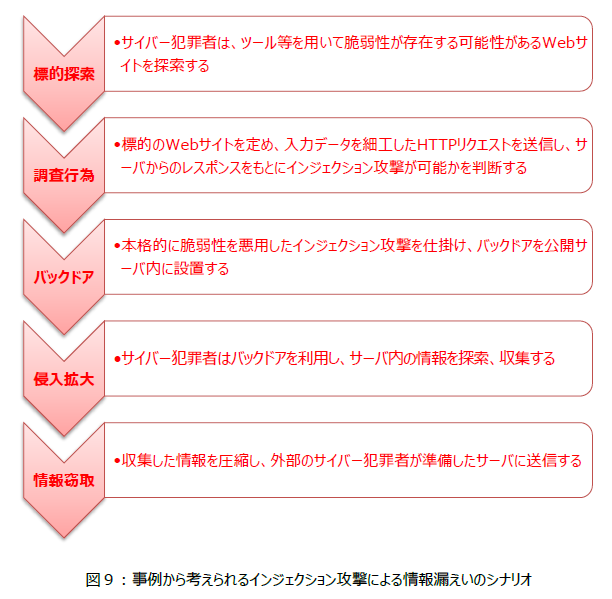 標的探索
•サイバー犯罪者は、ツール等を用いて脆弱性が存在する可能性があるWebサ
イトを探索する
調査行為
•標的のWebサイトを定め、入力データを細工したHTTPリクエストを送信し、サ
ーバからのレスポンスをもとにインジェクション攻撃が可能かを判断する
バックドア
•本格的に脆弱性を悪用したインジェクション攻撃を仕掛け、バックドアを公開サ
ーバ内に設置する
侵入拡大
•サイバー犯罪者はバックドアを利用し、サーバ内の情報を探索、収集する
情報窃取
•収集した情報を圧縮し、外部のサイバー犯罪者が準備したサーバに送信する
図９：事例から考えられるインジェクション攻撃による情報漏えいのシナリオ